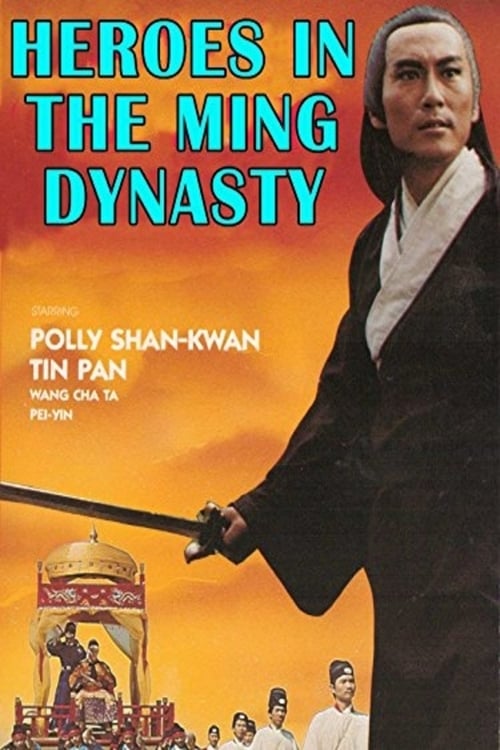 HEROES IN
THE MING
DYNASTY
STARRING
POLLY SHAN-KWAN
TIN PAN
WANG CHA TA
PEI-YIN